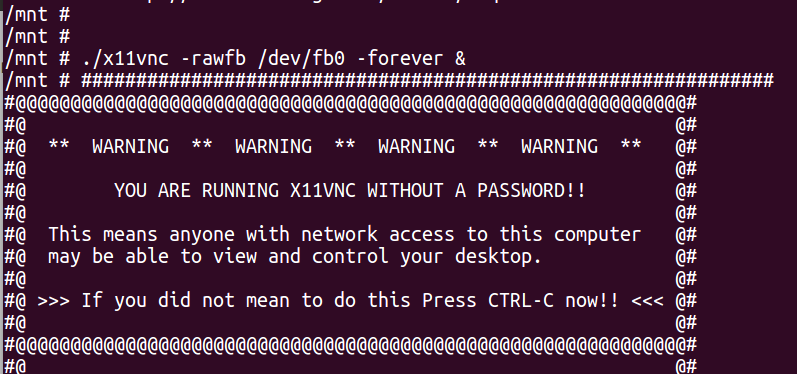 /mnt #
/mnt #
/mnt # ./x11vnc -rawfb /dev/fb0 -forever &
/mnt # ###############################################################
#@@@@@@@@@@@@@@@@@@@@@@@@@@@@@@@@@@@@@@@@@@@@@@@@@@@@@@@@@@@@@#
#@                                                           @#
#@  **  WARNING  **  WARNING  **  WARNING  **  WARNING  **   @#
#@                                                           @#
#@        YOU ARE RUNNING X11VNC WITHOUT A PASSWORD!!        @#
#@                                                           @#
#@  This means anyone with network access to this computer   @#
#@  may be able to view and control your desktop.            @#
#@                                                           @#
#@ >>> If you did not mean to do this Press CTRL-C now!! <<< @#
#@                                                           @#
#@@@@@@@@@@@@@@@@@@@@@@@@@@@@@@@@@@@@@@@@@@@@@@@@@@@@@@@@@@@@@#
#@                                                           @#